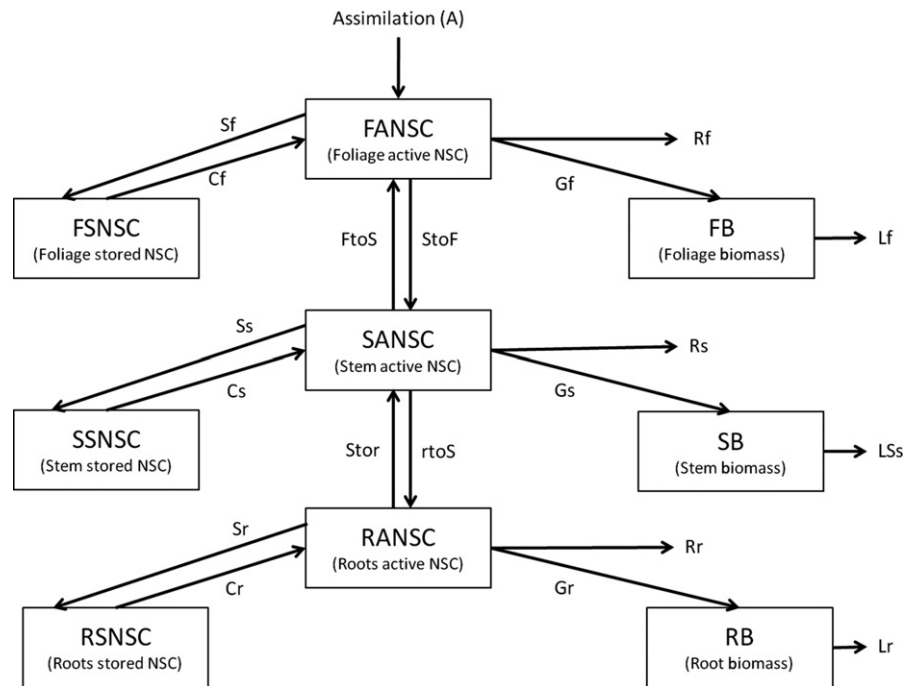 Assimilation (A)
FANSC
(Foliage active NSC)
Sf
Cf
Rf
Gf
FSNSC
(Foliage stored NSC)
FB
(Foliage biomass)
Lf
FtoS
StoF
SANSC
(Stem active NSC)
Ss
Cs
Rs
Gs
SSNSC
(Stem stored NSC)
SB
(Stem biomass)
LSs
Stor
rtoS
RANSC
(Roots active NSC)
Sr
Cr
Rr
Gr
RSNSC
(Roots stored NSC)
RB
(Root biomass)
Lr